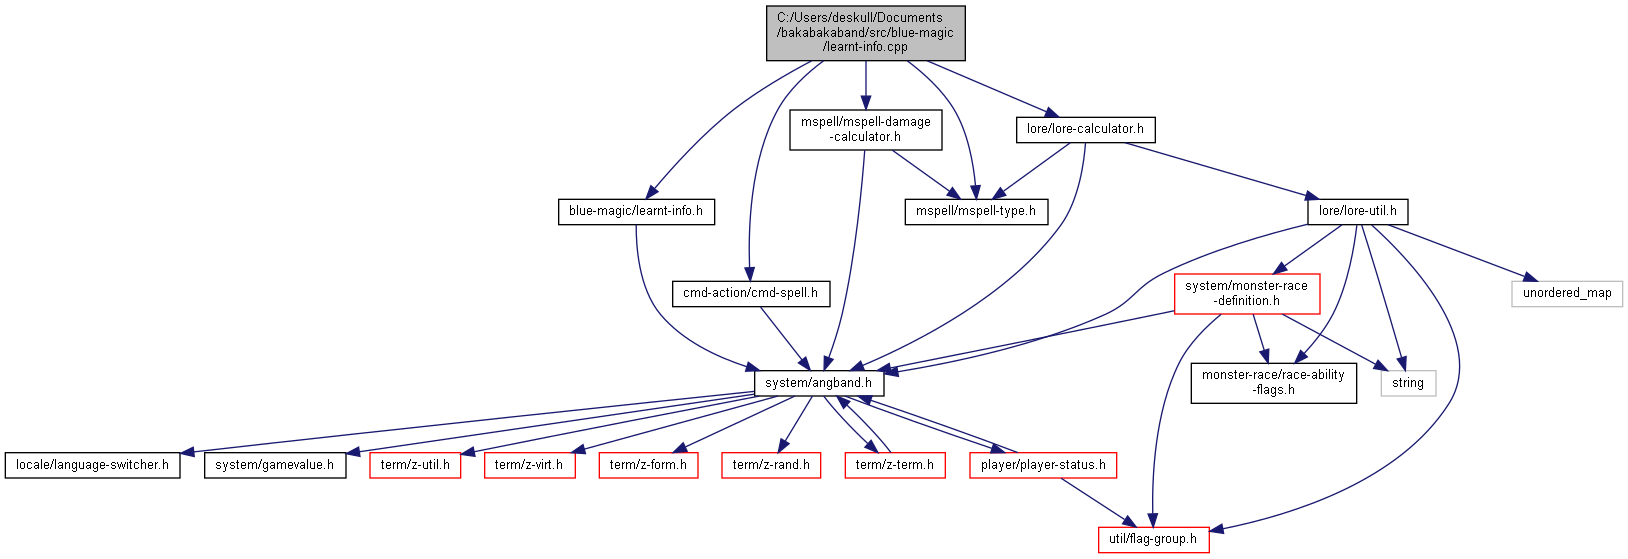 C:/Users/deskull/Documents
/bakabakaband/src/blue-magic
/learnt-info.cpp
mspell/mspell-damage
-calculator.h
lore/lore-calculator.h
blue-magic/learnt-info.h
mspell/mspell-type.h
lore/lore-util.h
cmd-action/cmd-spell.h
system/monster-race
-definition.h
unordered_map
system/angband.h
monster-race/race-ability
-flags.h
string
locale/language-switcher.h
system/gamevalue.h
term/z-util.h
term/z-virt.h
term/z-form.h
term/z-rand.h
term/z-term.h
player/player-status.h
util/flag-group.h